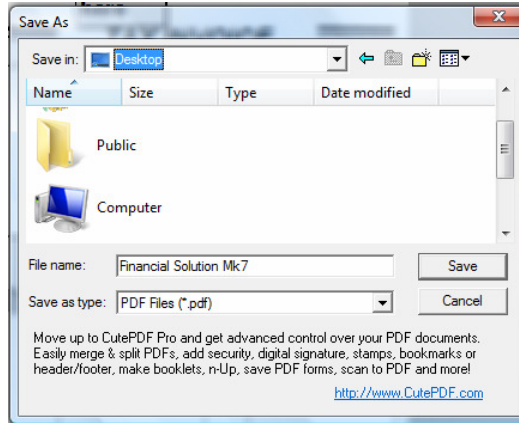 Save As
Save in: Desktop
Name Size Type Date modified
Public
Computer
File name: Financial Solution Mk7 Save
Save as type: PDF Files (*.pdf) Cancel
Move up to CutePDF Pro and get advanced control over your PDF documents.
Easily merge & split PDFs, add security, digital signature, stamps, bookmarks or
header/footer, make booklets, n-Up, save PDF forms, scan to PDF and more!
http://www.CutePDF.com